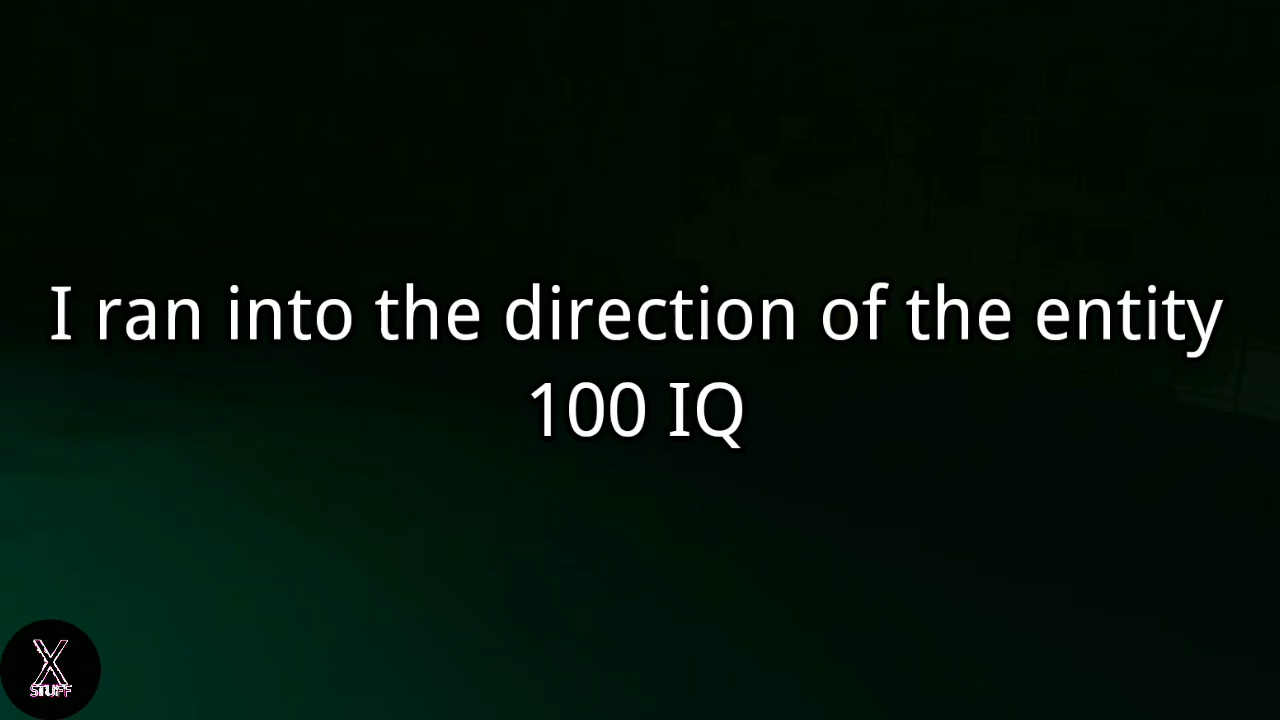 I ran into the direction of the entity
100 IQ
X
STUFF